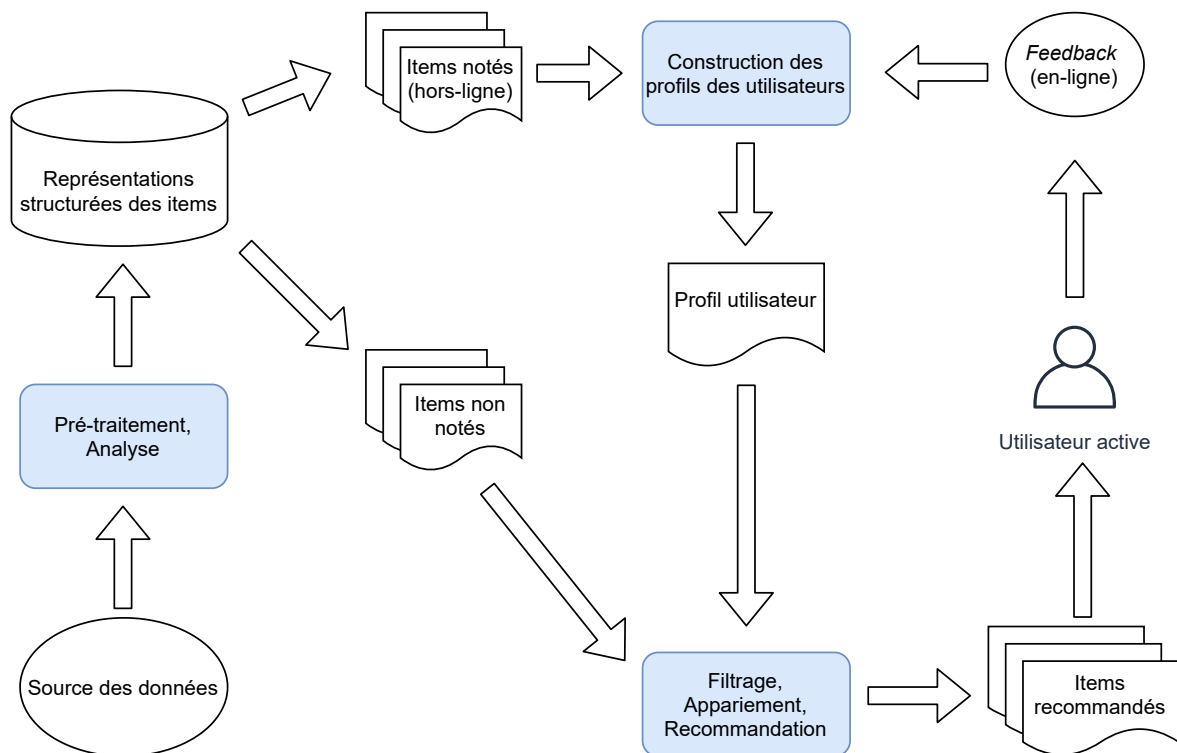 Items notés
(hors-ligne)
Construction des
profils des utilisateurs
Feedback
(en-ligne)
Représentations
structurées des items
Profil utilisateur
Pré-traitement,
Analyse
Items non
notés
Utilisateur active
Source des données
Filtrage,
Appariement,
Recommandation
Items
recommandés